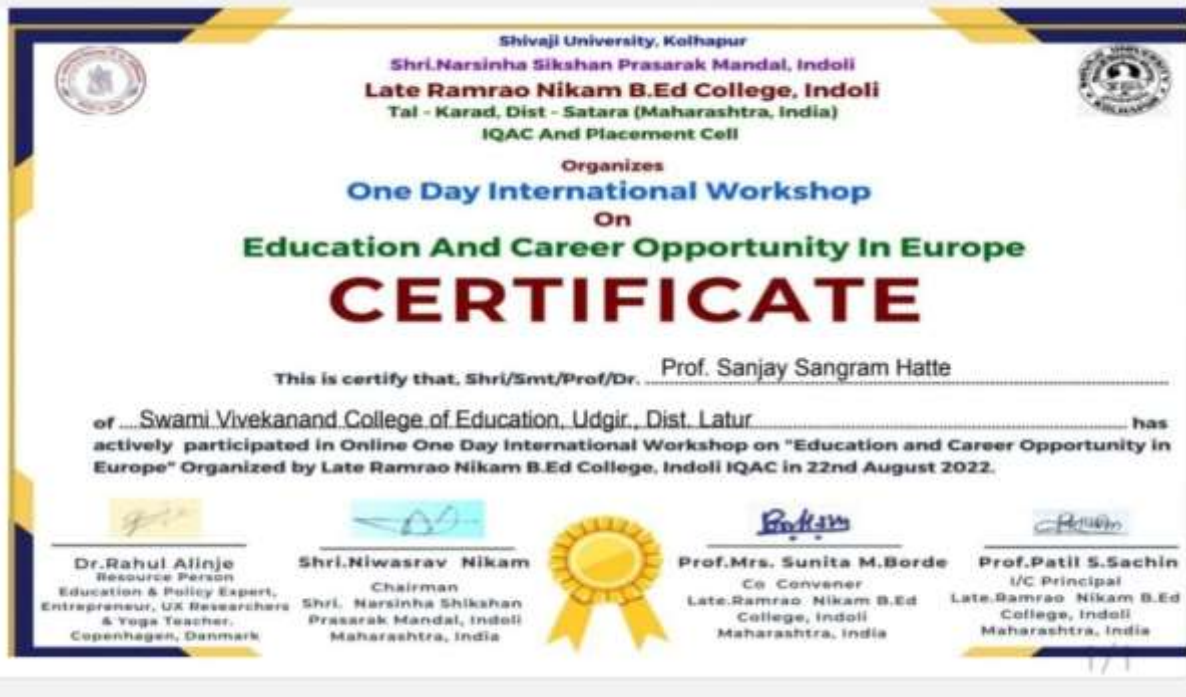 Shivaji University, Kolhapur
Shri.Narsinha Sikshan Prasarak Mandal, Indoli
Late Ramrao Nikam B.Ed College, Indoli
Tal - Karad, Dist - Satara (Maharashtra, India)
IQAC And Placement Cell
Organizes
One Day International Workshop
On
Education And Career Opportunity In Europe
CERTIFICATE
This is certify that, Shri/Smt/Prof/Dr. Prof. Sanjay Sangram Hatte
of Swami Vivekanand College of Education, Udgir., Dist. Latur has
actively participated in Online One Day International Workshop on "Education and Career Opportunity in
Europe" Organized by Late Ramrao Nikam B.Ed College, Indoli IQAC in 22nd August 2022.
Dr.Rahul Alinje
Resource Person
Education & Policy Expert,
Entrepreneur, UX Researchers
& Yoga Teacher.
Copenhagen, Danmark
Shri.Niwasrav Nikam
Chairman
Shri. Narsinha Shikshan
Prasarak Mandal, Indoli
Maharashtra, India
Prof.Mrs. Sunita M.Borde
Co Convener
Late.Ramrao Nikam B.Ed
College, Indoli
Maharashtra, India
Prof.Patil S.Sachin
I/C Principal
Late.Ramrao Nikam B.Ed
College, Indoli
Maharashtra, India
1/1